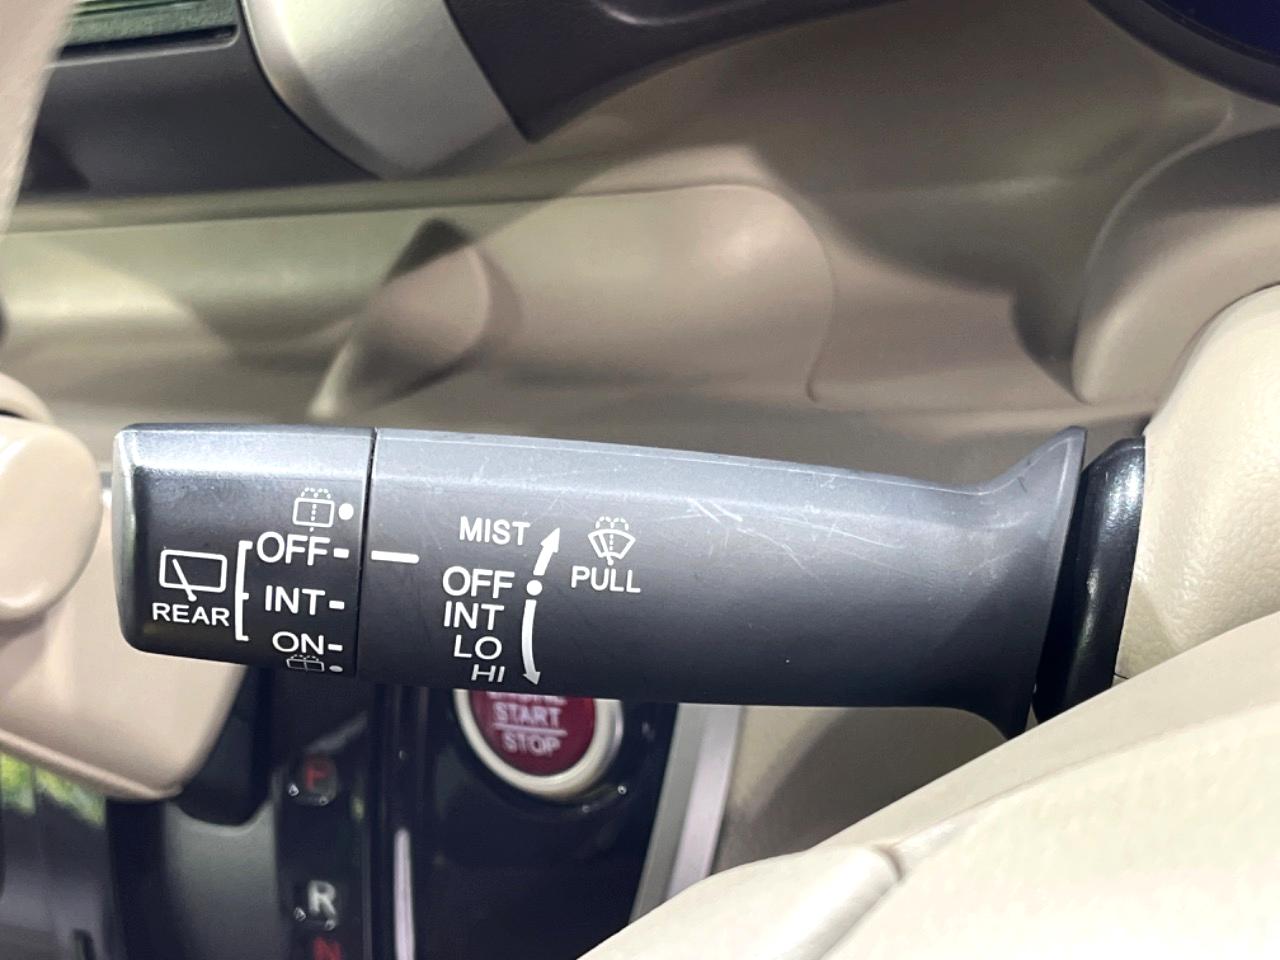 OFF
INT
ON
REAR
MIST
OFF
INT
LO
HI
PULL
START
STOP
P
R
N